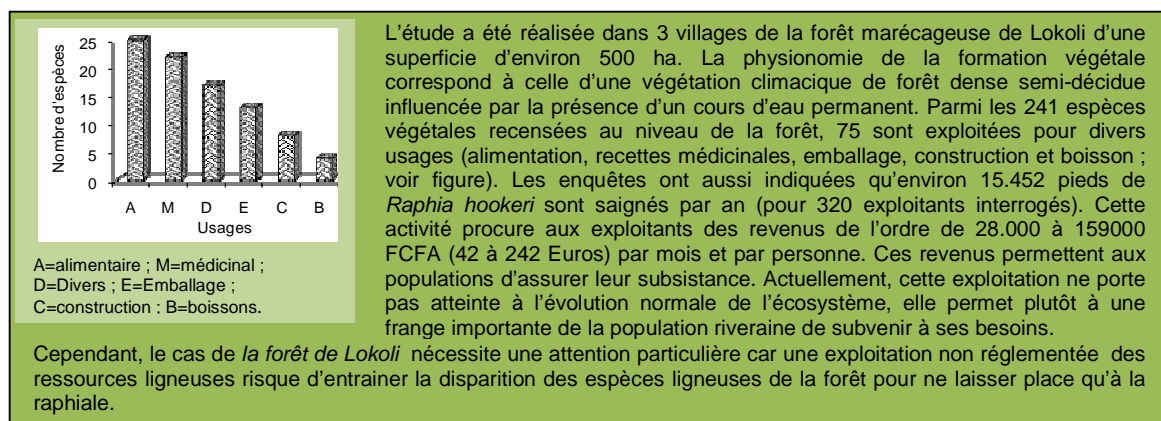 25
20
15
10
5
0
Nombre d'espèces
A M D E C B
Usages
A=alimentaire ; M=médicinal ;
D=Divers ; E=Emballage ;
C=construction ; B=boissons.
L'étude a été réalisée dans 3 villages de la forêt marécageuse de Lokoli d'une
superficie d'environ 500 ha. La physionomie de la formation végétale
correspond à celle d'une végétation climacique de forêt dense semi-décidue
influencée par la présence d'un cours d'eau permanent. Parmi les 241 espèces
végétales recensées au niveau de la forêt, 75 sont exploitées pour divers
usages (alimentation, recettes médicinales, emballage, construction et boisson ;
voir figure). Les enquêtes ont aussi indiquées qu'environ 15.452 pieds de
Raphia hookeri sont saignés par an (pour 320 exploitants interrogés). Cette
activité procure aux exploitants des revenus de l'ordre de 28.000 à 159000
FCFA (42 à 242 Euros) par mois et par personne. Ces revenus permettent aux
populations d'assurer leur subsistance. Actuellement, cette exploitation ne porte
pas atteinte à l'évolution normale de l'écosystème, elle permet plutôt à une
frange importante de la population riveraine de subvenir à ses besoins.
Cependant, le cas de la forêt de Lokoli nécessite une attention particulière car une exploitation non réglementée des
ressources ligneuses risque d'entrainer la disparition des espèces ligneuses de la forêt pour ne laisser place qu'à la
raphiale.